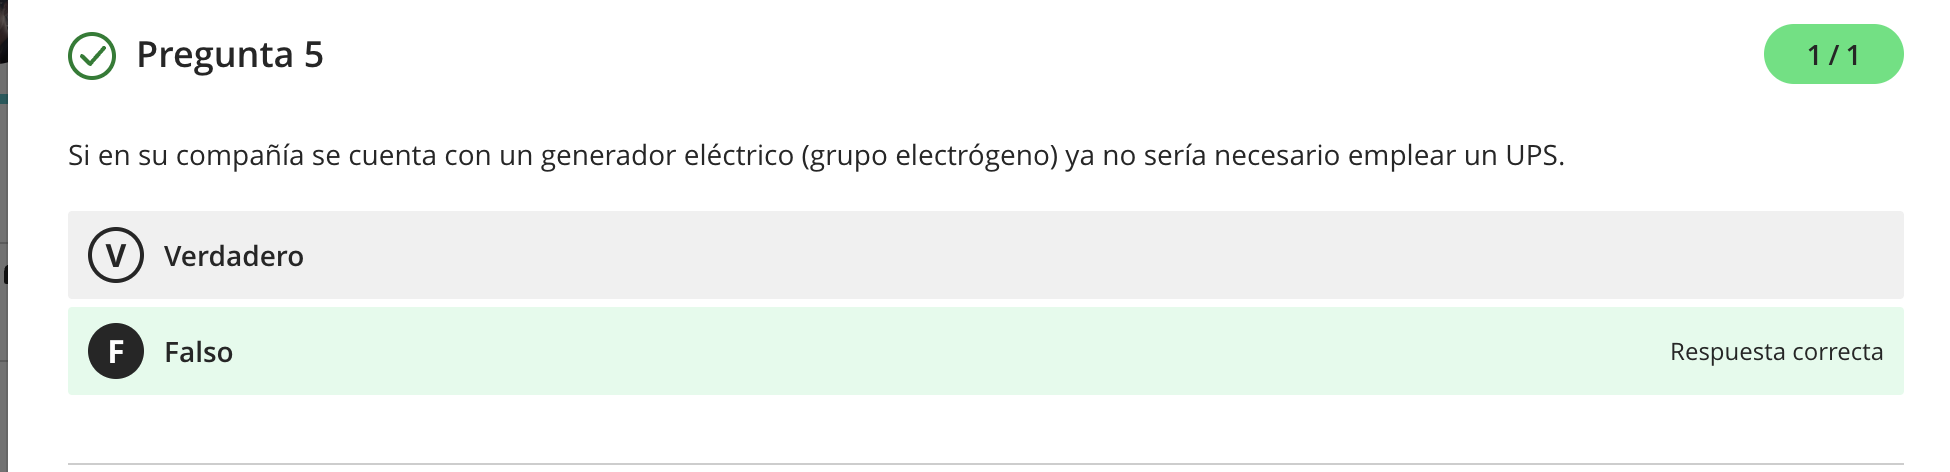 Pregunta 5
1 / 1
Si en su compañía se cuenta con un generador eléctrico (grupo electrógeno) ya no sería necesario emplear un UPS.
V Verdadero
F Falso
Respuesta correcta